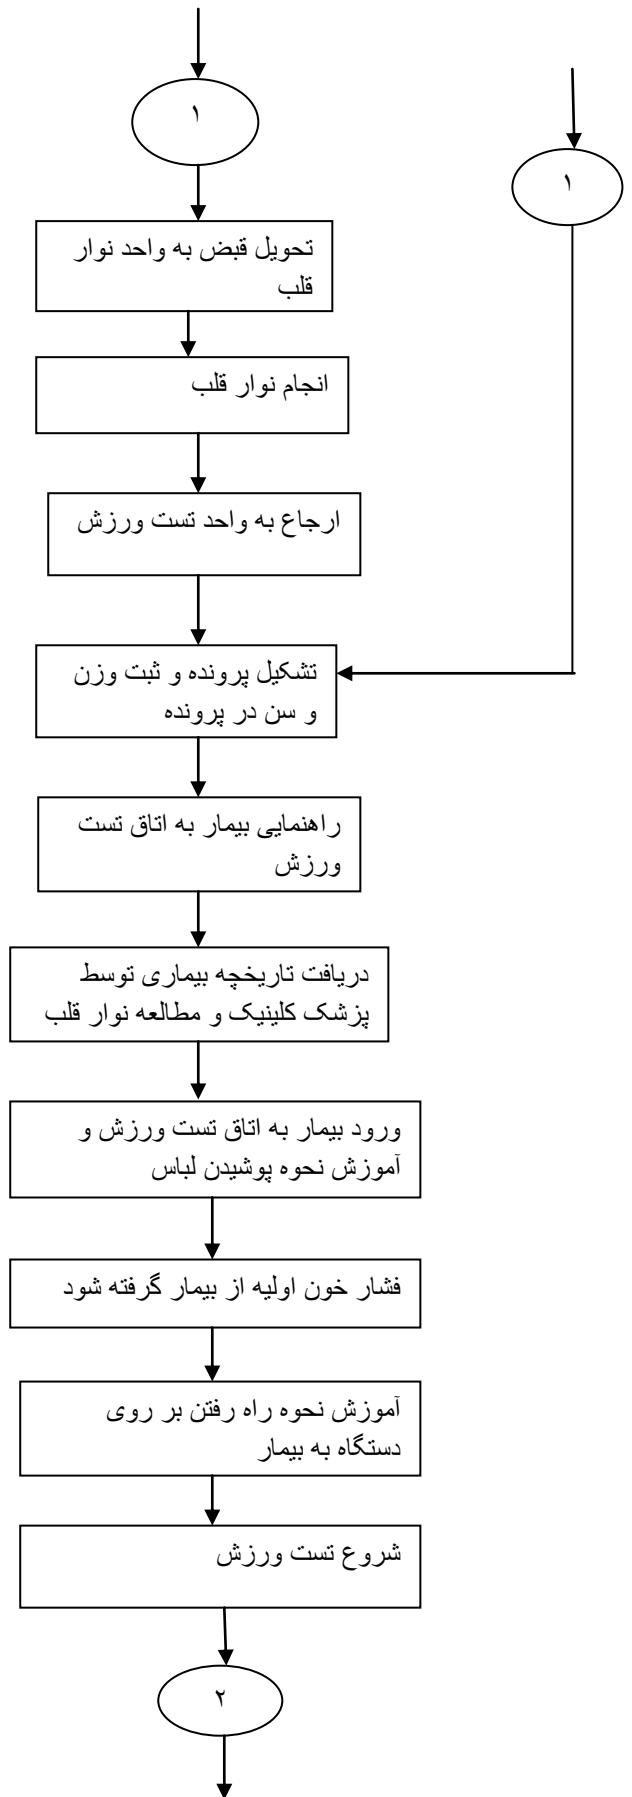 ۱
۱
تحویل قبض به واحد نوار
قلب
انجام نوار قلب
ارجاع به واحد تست ورزش
تشکیل پرونده و ثبت وزن
و سن در پرونده
راهنمایی بیمار به اتاق تست
ورزش
دریافت تاریخچه بیماری توسط
پزشک کلینیک و مطالعه نوار قلب
ورود بیمار به اتاق تست ورزش و
آموزش نحوه پوشیدن لباس
فشار خون اولیه از بیمار گرفته شود
آموزش نحوه راه رفتن بر روی
دستگاه به بیمار
شروع تست ورزش
۲